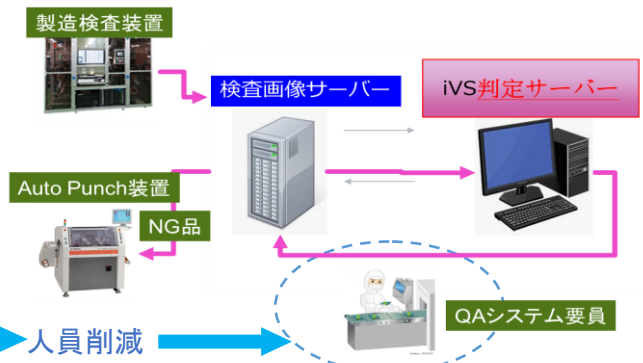 製造検査装置
検査画像サーバー
iVS判定サーバー
Auto Punch装置
NG品
QAシステム要員
人員削減